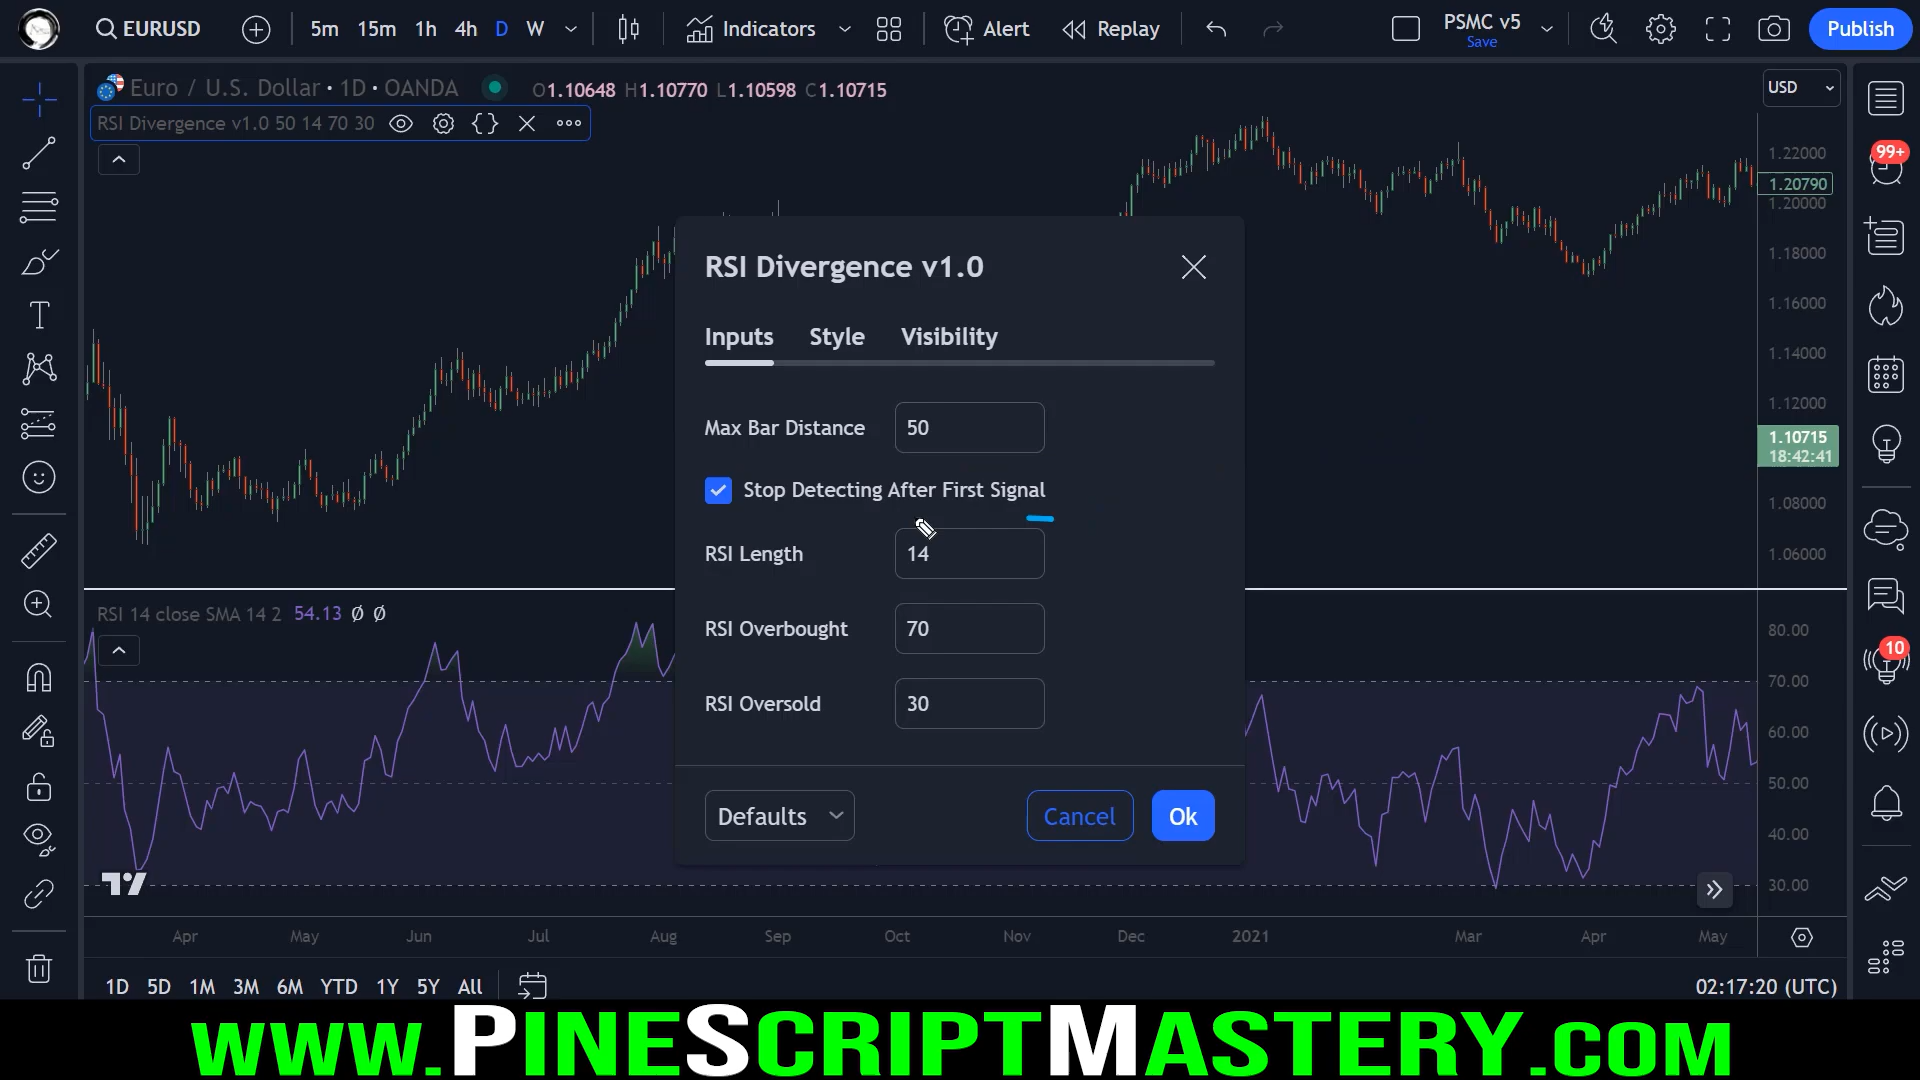 EURUSD 5m 15m 1h 4h D W Indicators Alert Replay PSMC v5 Save Publish
Euro / U.S. Dollar • 1D • OANDA O1.10648 H1.10770 L1.10598 C1.10715 USD
RSI Divergence v1.0 50 14 70 30
1.22000
99+
1.20790
1.20000
RSI Divergence v1.0
1.18000
1.16000
Inputs Style Visibility
1.14000
1.12000
Max Bar Distance 50
1.10715
18:42:41
Stop Detecting After First Signal
1.08000
RSI Length 14
1.06000
RSI 14 close SMA 14 2 54.13 Ø Ø
RSI Overbought 70
80.00
10
70.00
RSI Oversold 30
60.00
50.00
Defaults Cancel Ok
40.00
30.00
Apr May Jun Jul Aug Sep Oct Nov Dec 2021 Mar Apr May
1D 5D 1M 3M 6M YTD 1Y 5Y All 02:17:20 (UTC)
www.PineScriptMastery.com